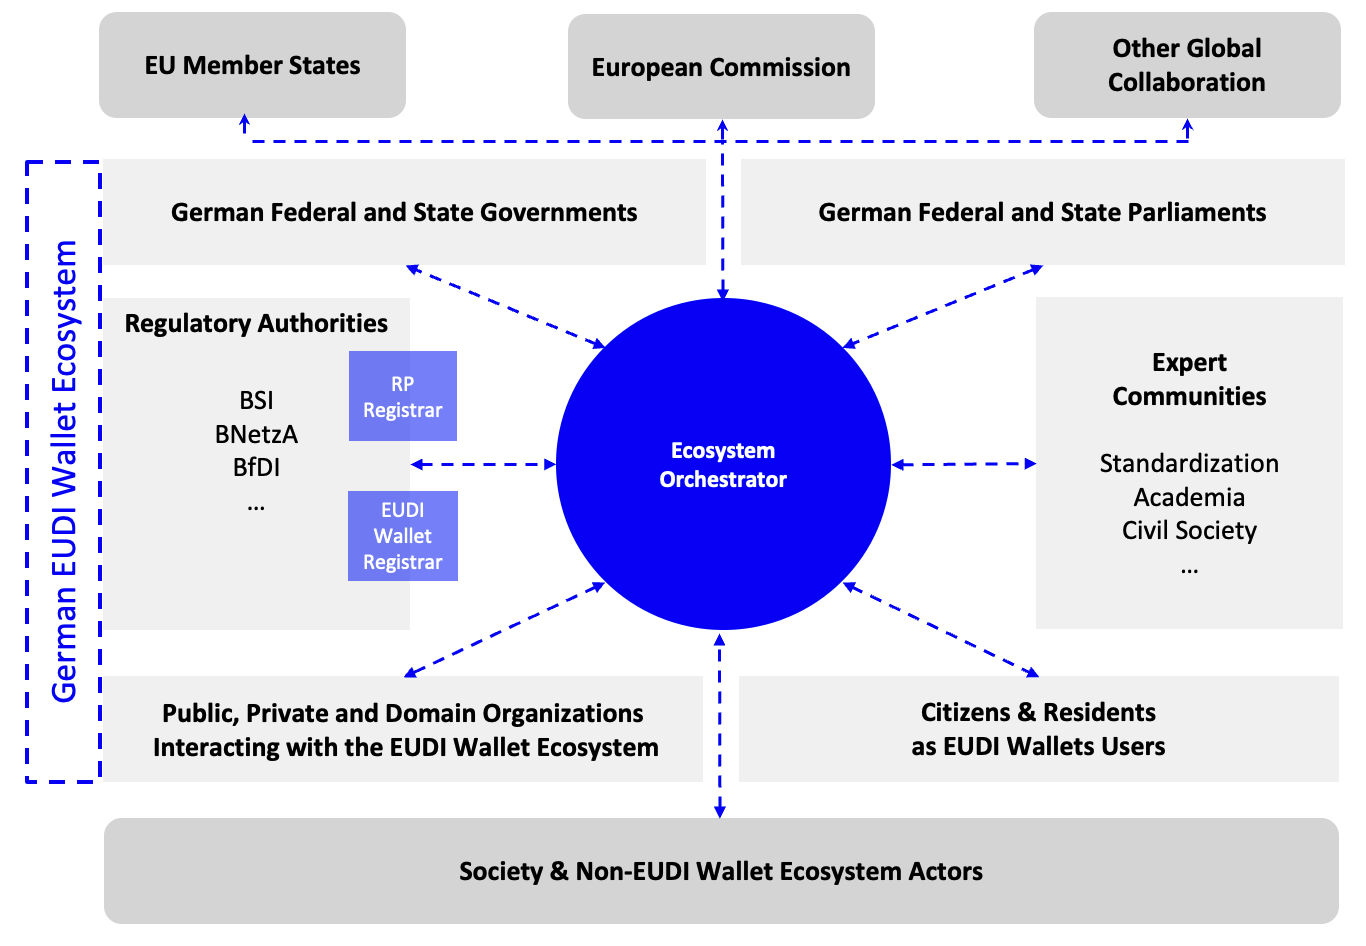 EU Member States
European Commission
Other Global
Collaboration
German EUDI Wallet Ecosystem
German Federal and State Governments
German Federal and State Parliaments
Regulatory Authorities
BSI
BNetzA
BfDI
...
RP
Registrar
EUDI
Wallet
Registrar
Ecosystem
Orchestrator
Expert
Communities
Standardization
Academia
Civil Society
...
Public, Private and Domain Organizations
Interacting with the EUDI Wallet Ecosystem
Citizens & Residents
as EUDI Wallets Users
Society & Non-EUDI Wallet Ecosystem Actors